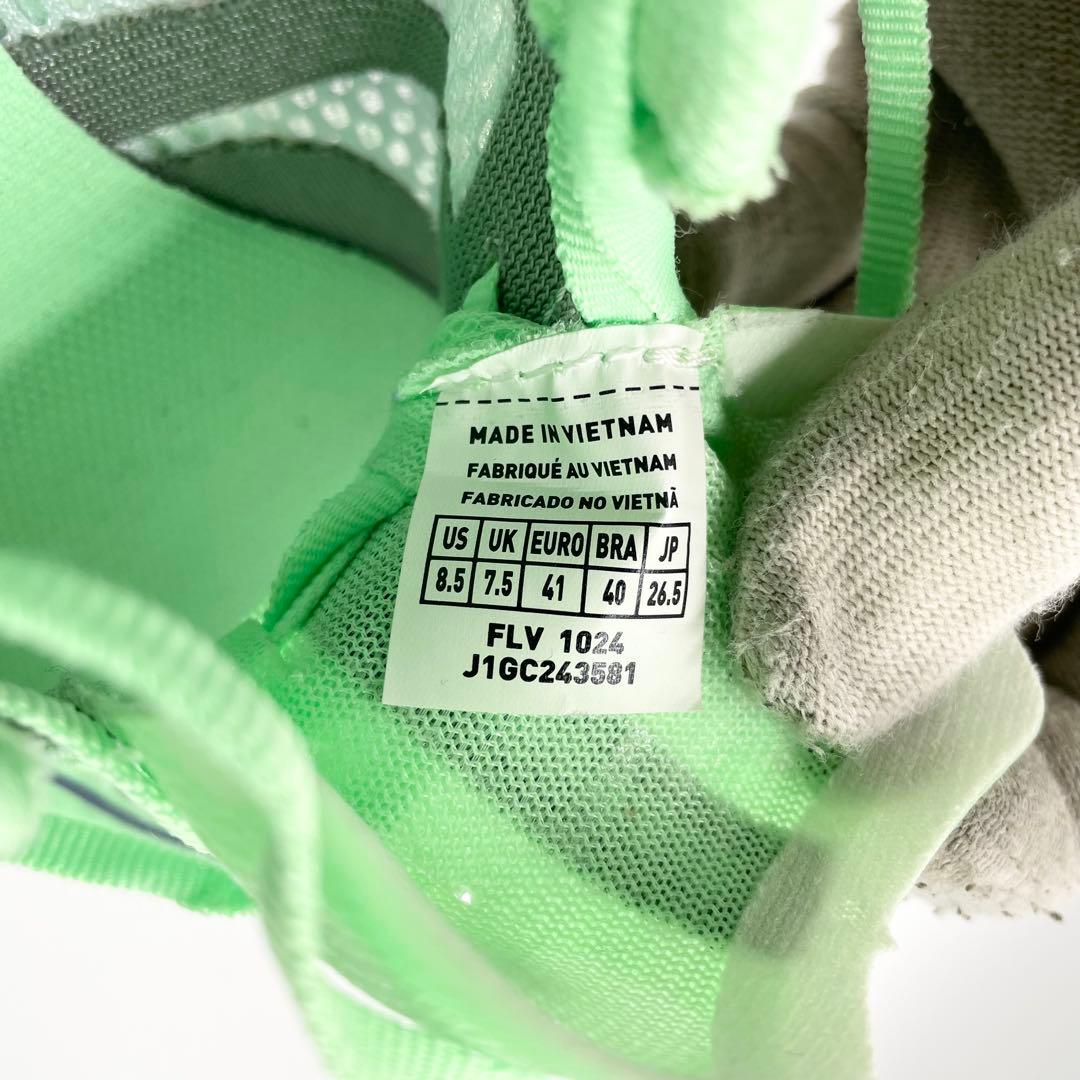 MADE IN VIETNAM
FABRIQUÉ AU VIETNAM
FABRICADO NO VIETNÃ
US UK EURO BRA JP
8.5 7.5 41 40 26.5
FLV 1024
J1GC243581